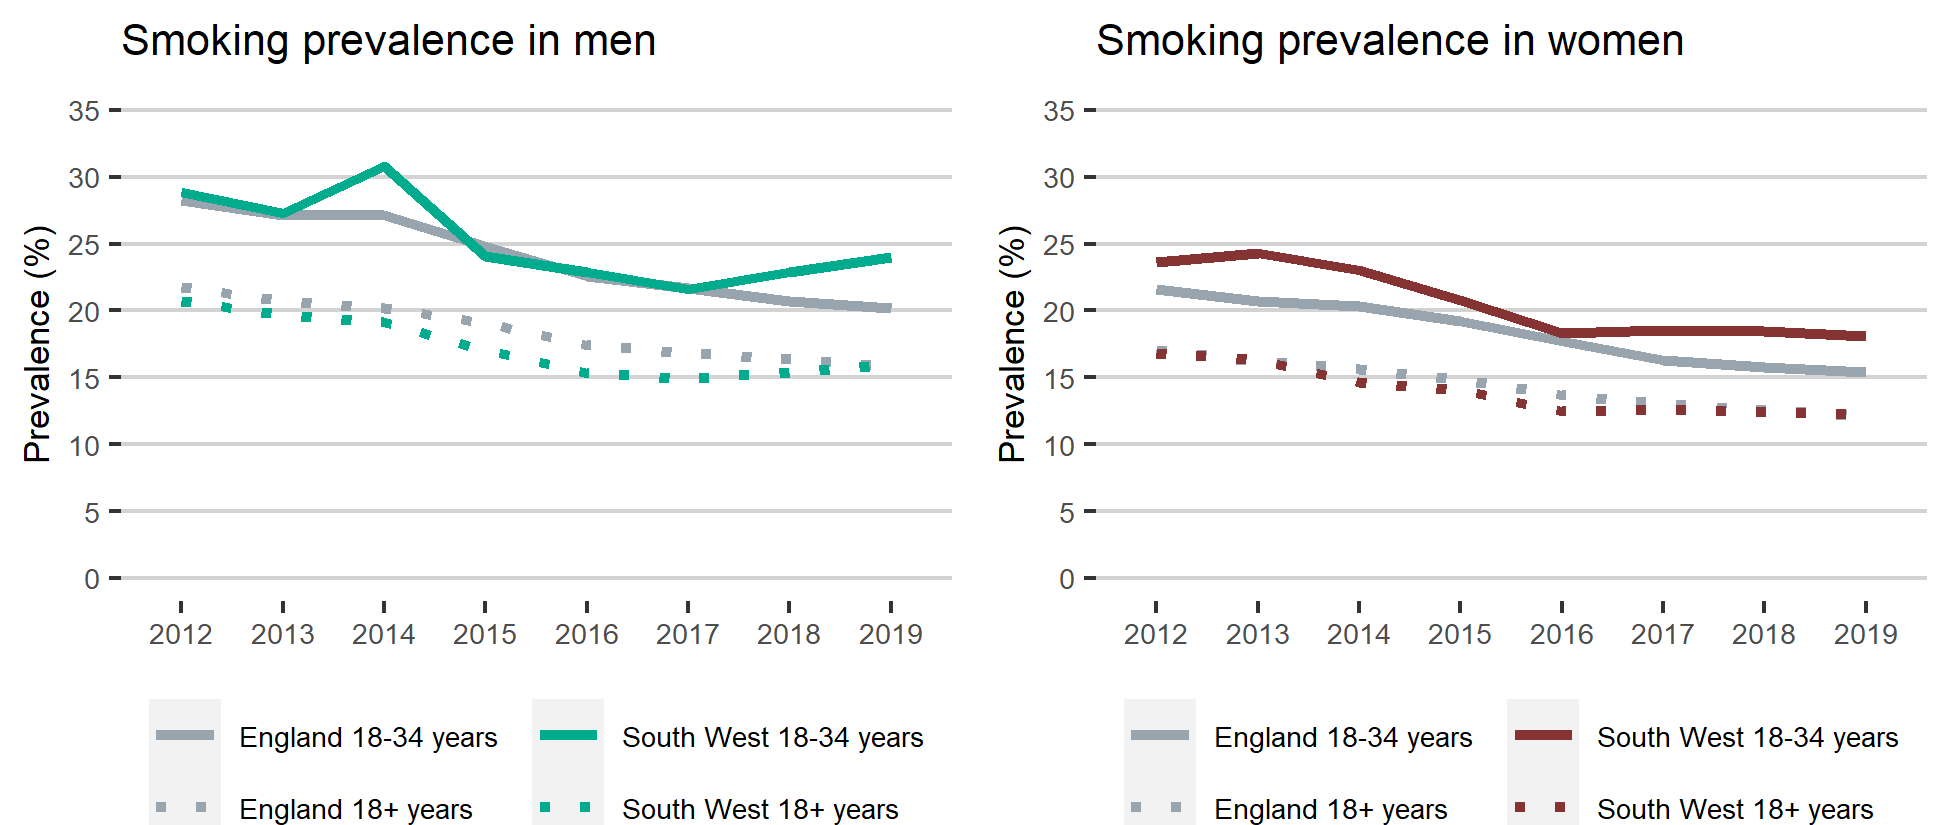 Smoking prevalence in men
Prevalence (%)
35
30
25
20
15
10
5
0
2012 2013 2014 2015 2016 2017 2018 2019
England 18-34 years South West 18-34 years
England 18+ years South West 18+ years
Smoking prevalence in women
Prevalence (%)
35
30
25
20
15
10
5
0
2012 2013 2014 2015 2016 2017 2018 2019
England 18-34 years South West 18-34 years
England 18+ years South West 18+ years